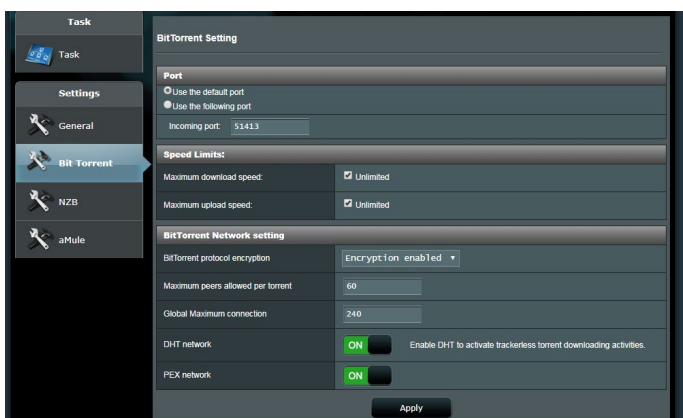 Task
Task
Settings
General
Bit Torrent
NZB
aMule
BitTorrent Setting
Port
Use the default port
Use the following port
Incoming port: 51413
Speed Limits:
Maximum download speed: Unlimited
Maximum upload speed: Unlimited
BitTorrent Network setting
BitTorrent protocol encryption Encryption enabled
Maximum peers allowed per torrent 60
Global Maximum connection 240
DHT network ON Enable DHT to activate trackerless torrent downloading activities.
PEX network ON
Apply